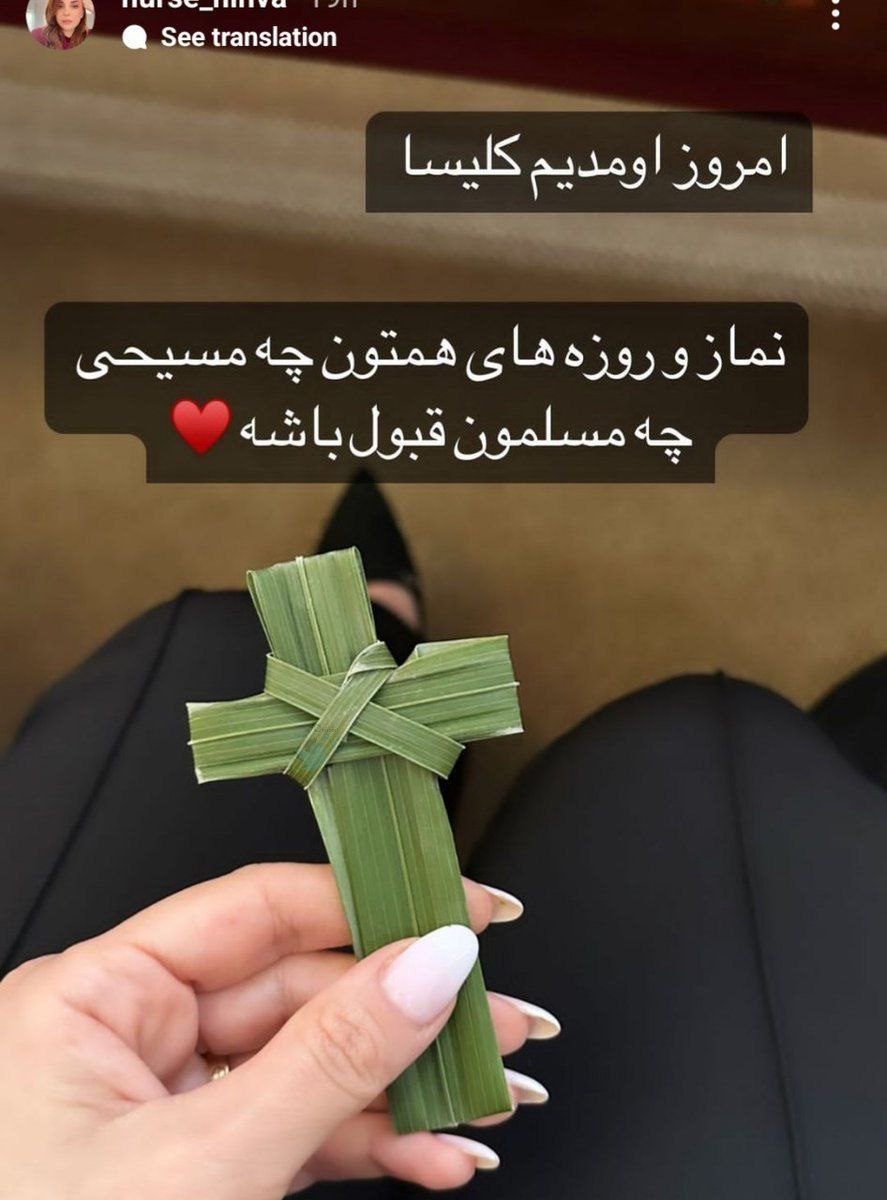 See translation
امروز اومدیم کلیسا
نماز و روزه های همتون چه مسیحی
چه مسلمون قبول باشه ♥️